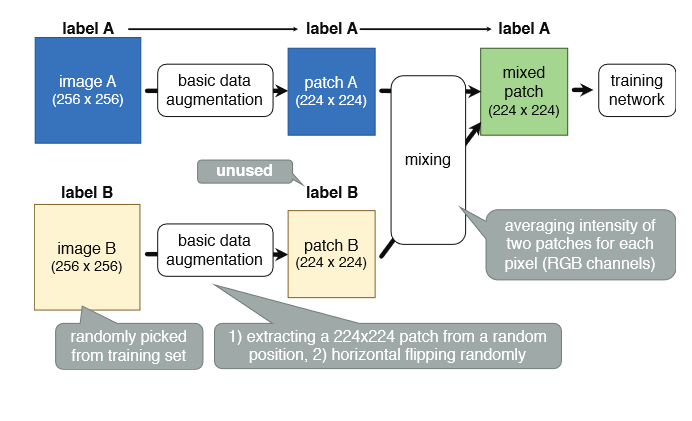 label A
label A
label A
image A
(256 x 256)
basic data
augmentation
patch A
(224 x 224)
mixing
mixed
patch
(224 x 224)
training
network
unused
label B
label B
image B
(256 x 256)
basic data
augmentation
patch B
(224 x 224)
averaging intensity of
two patches for each
pixel (RGB channels)
randomly picked
from training set
1) extracting a 224x224 patch from a random
position, 2) horizontal flipping randomly